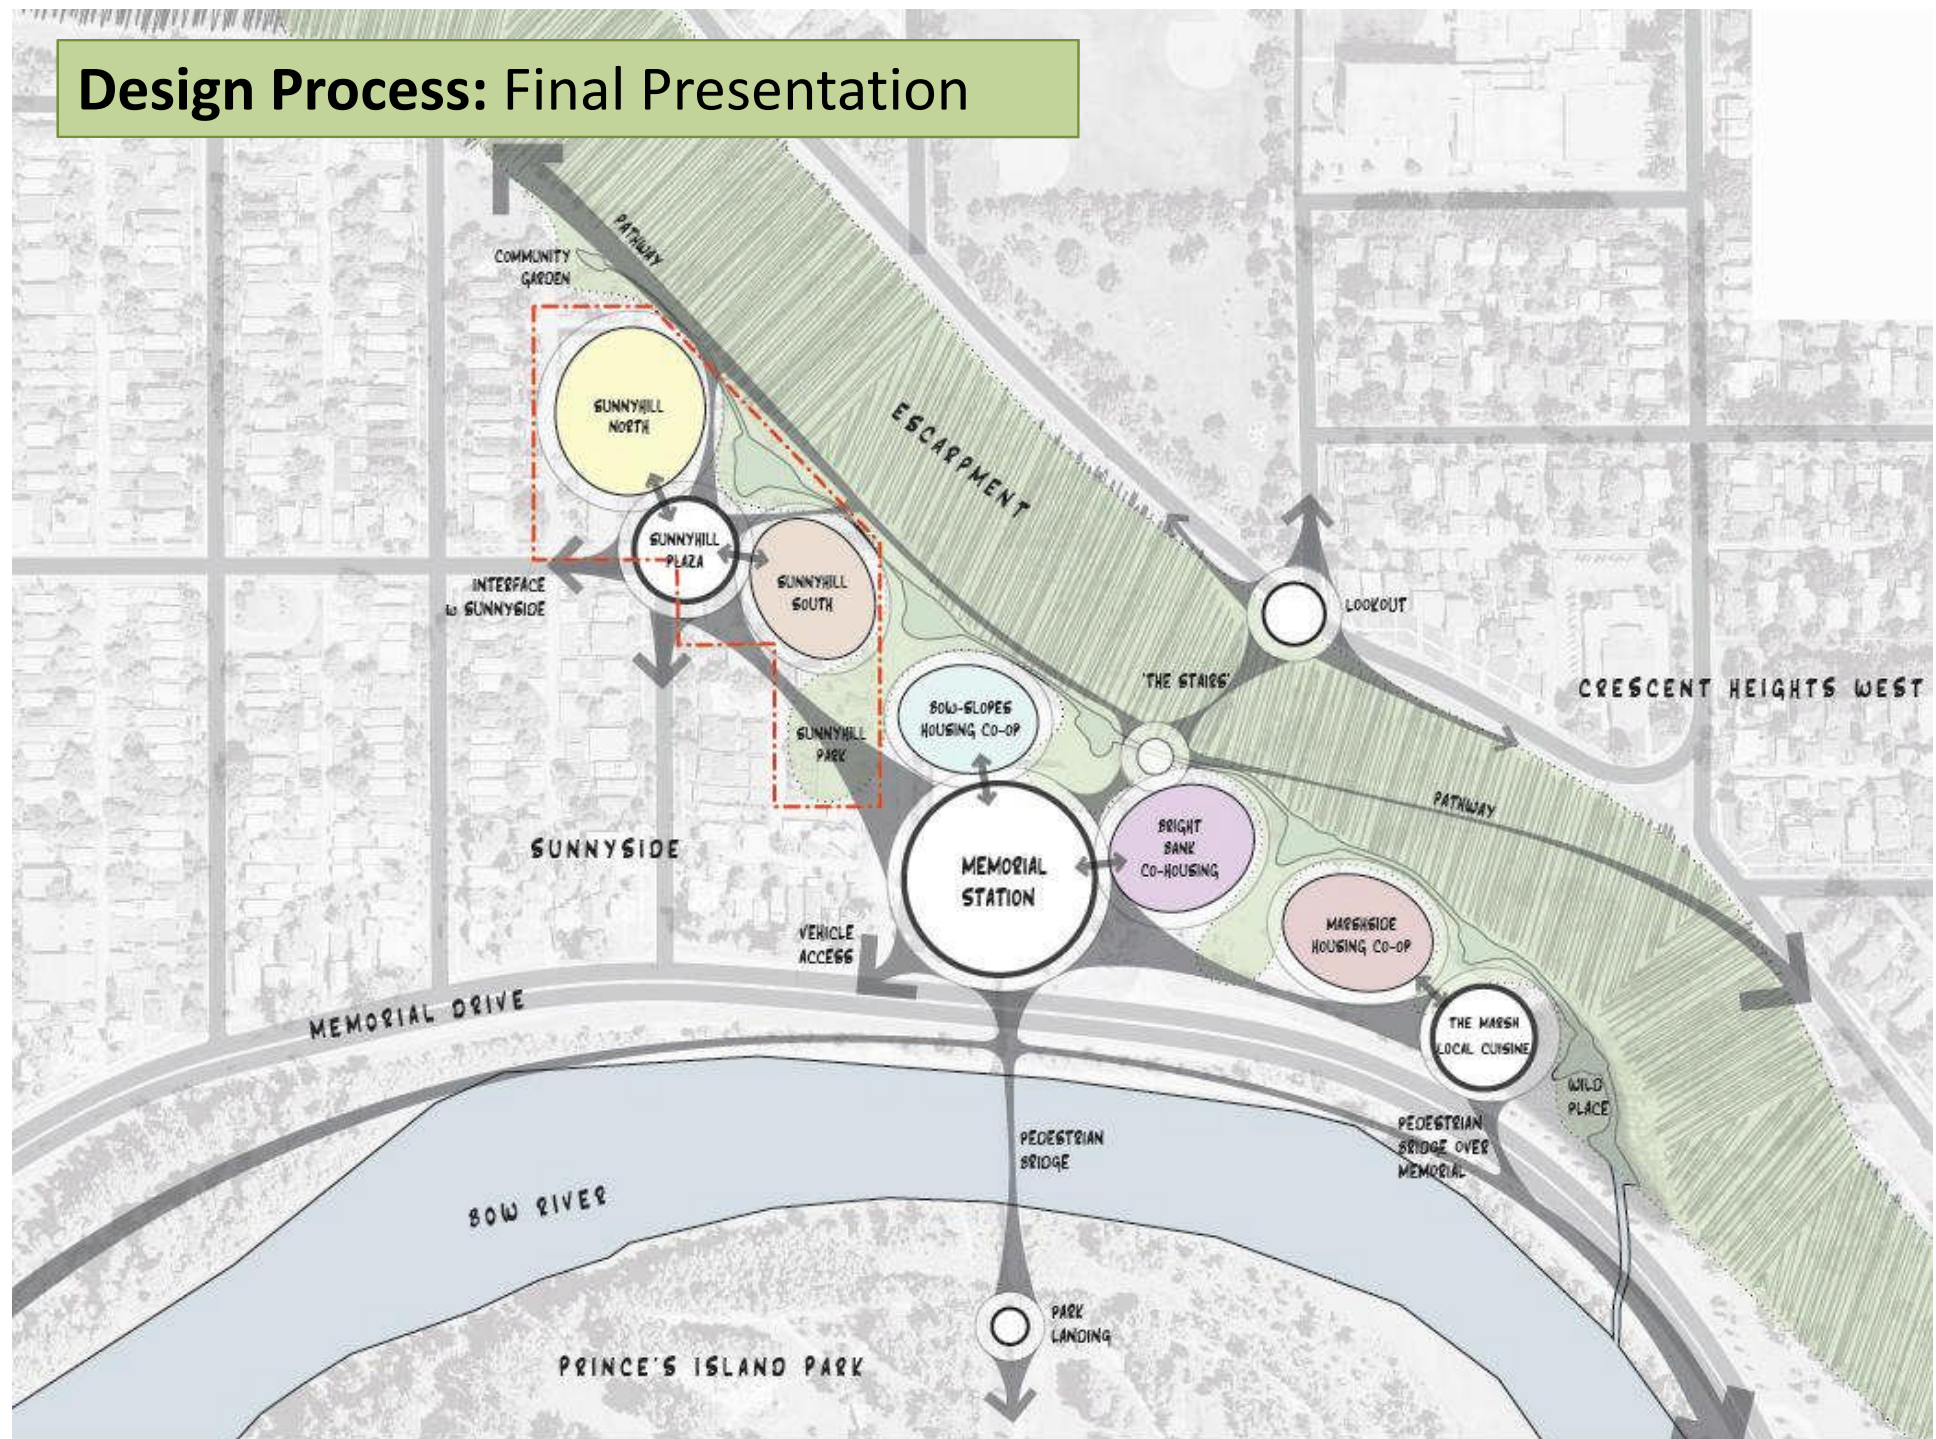 Design Process: Final Presentation
PATHWAY
COMMUNITY
GARDEN
SUNNYHILL
NORTH
ESCARPMENT
SUNNYHILL
PLAZA
INTERFACE
w SUNNYSIDE
SUNNYHILL
SOUTH
LOOKOUT
'THE STAIRS'
CRESCENT HEIGHTS WEST
BOW-SLOPES
HOUSING CO-OP
SUNNYHILL
PARK
PATHWAY
SUNNYSIDE
BRIGHT
BANK
CO-HOUSING
MEMORIAL
STATION
MARSHSIDE
HOUSING CO-OP
VEHICLE
ACCESS
MEMORIAL DRIVE
THE MARSH
LOCAL CUISINE
WILD
PLACE
PEDESTRIAN
BRIDGE
PEDESTRIAN
BRIDGE OVER
MEMORIAL
BOW RIVER
PARK
LANDING
PRINCE'S ISLAND PARK